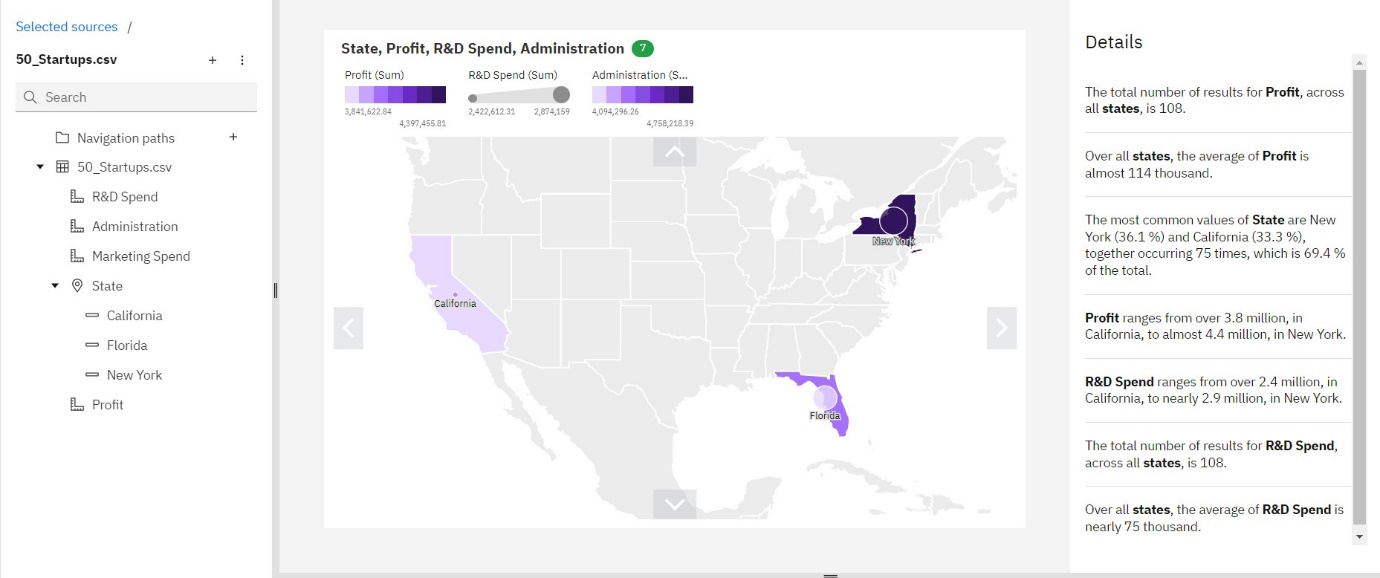 Selected sources /
50_Startups.csv
Search
Navigation paths
50_Startups.csv
R&D Spend
Administration
Marketing Spend
State
California
Florida
New York
Profit
State, Profit, R&D Spend, Administration 7
Profit (Sum)
3,841,622.84
4,397,455.81
R&D Spend (Sum)
2,422,612.31 2,874,159
Administration (S...
4,094,296.26
4,758,218.39
New York
California
Florida
Details
The total number of results for Profit, across
all states, is 108.
Over all states, the average of Profit is
almost 114 thousand.
The most common values of State are New
York (36.1 %) and California (33.3 %),
together occurring 75 times, which is 69.4 %
of the total.
Profit ranges from over 3.8 million, in
California, to almost 4.4 million, in New York.
R&D Spend ranges from over 2.4 million, in
California, to nearly 2.9 million, in New York.
The total number of results for R&D Spend,
across all states, is 108.
Over all states, the average of R&D Spend is
nearly 75 thousand.